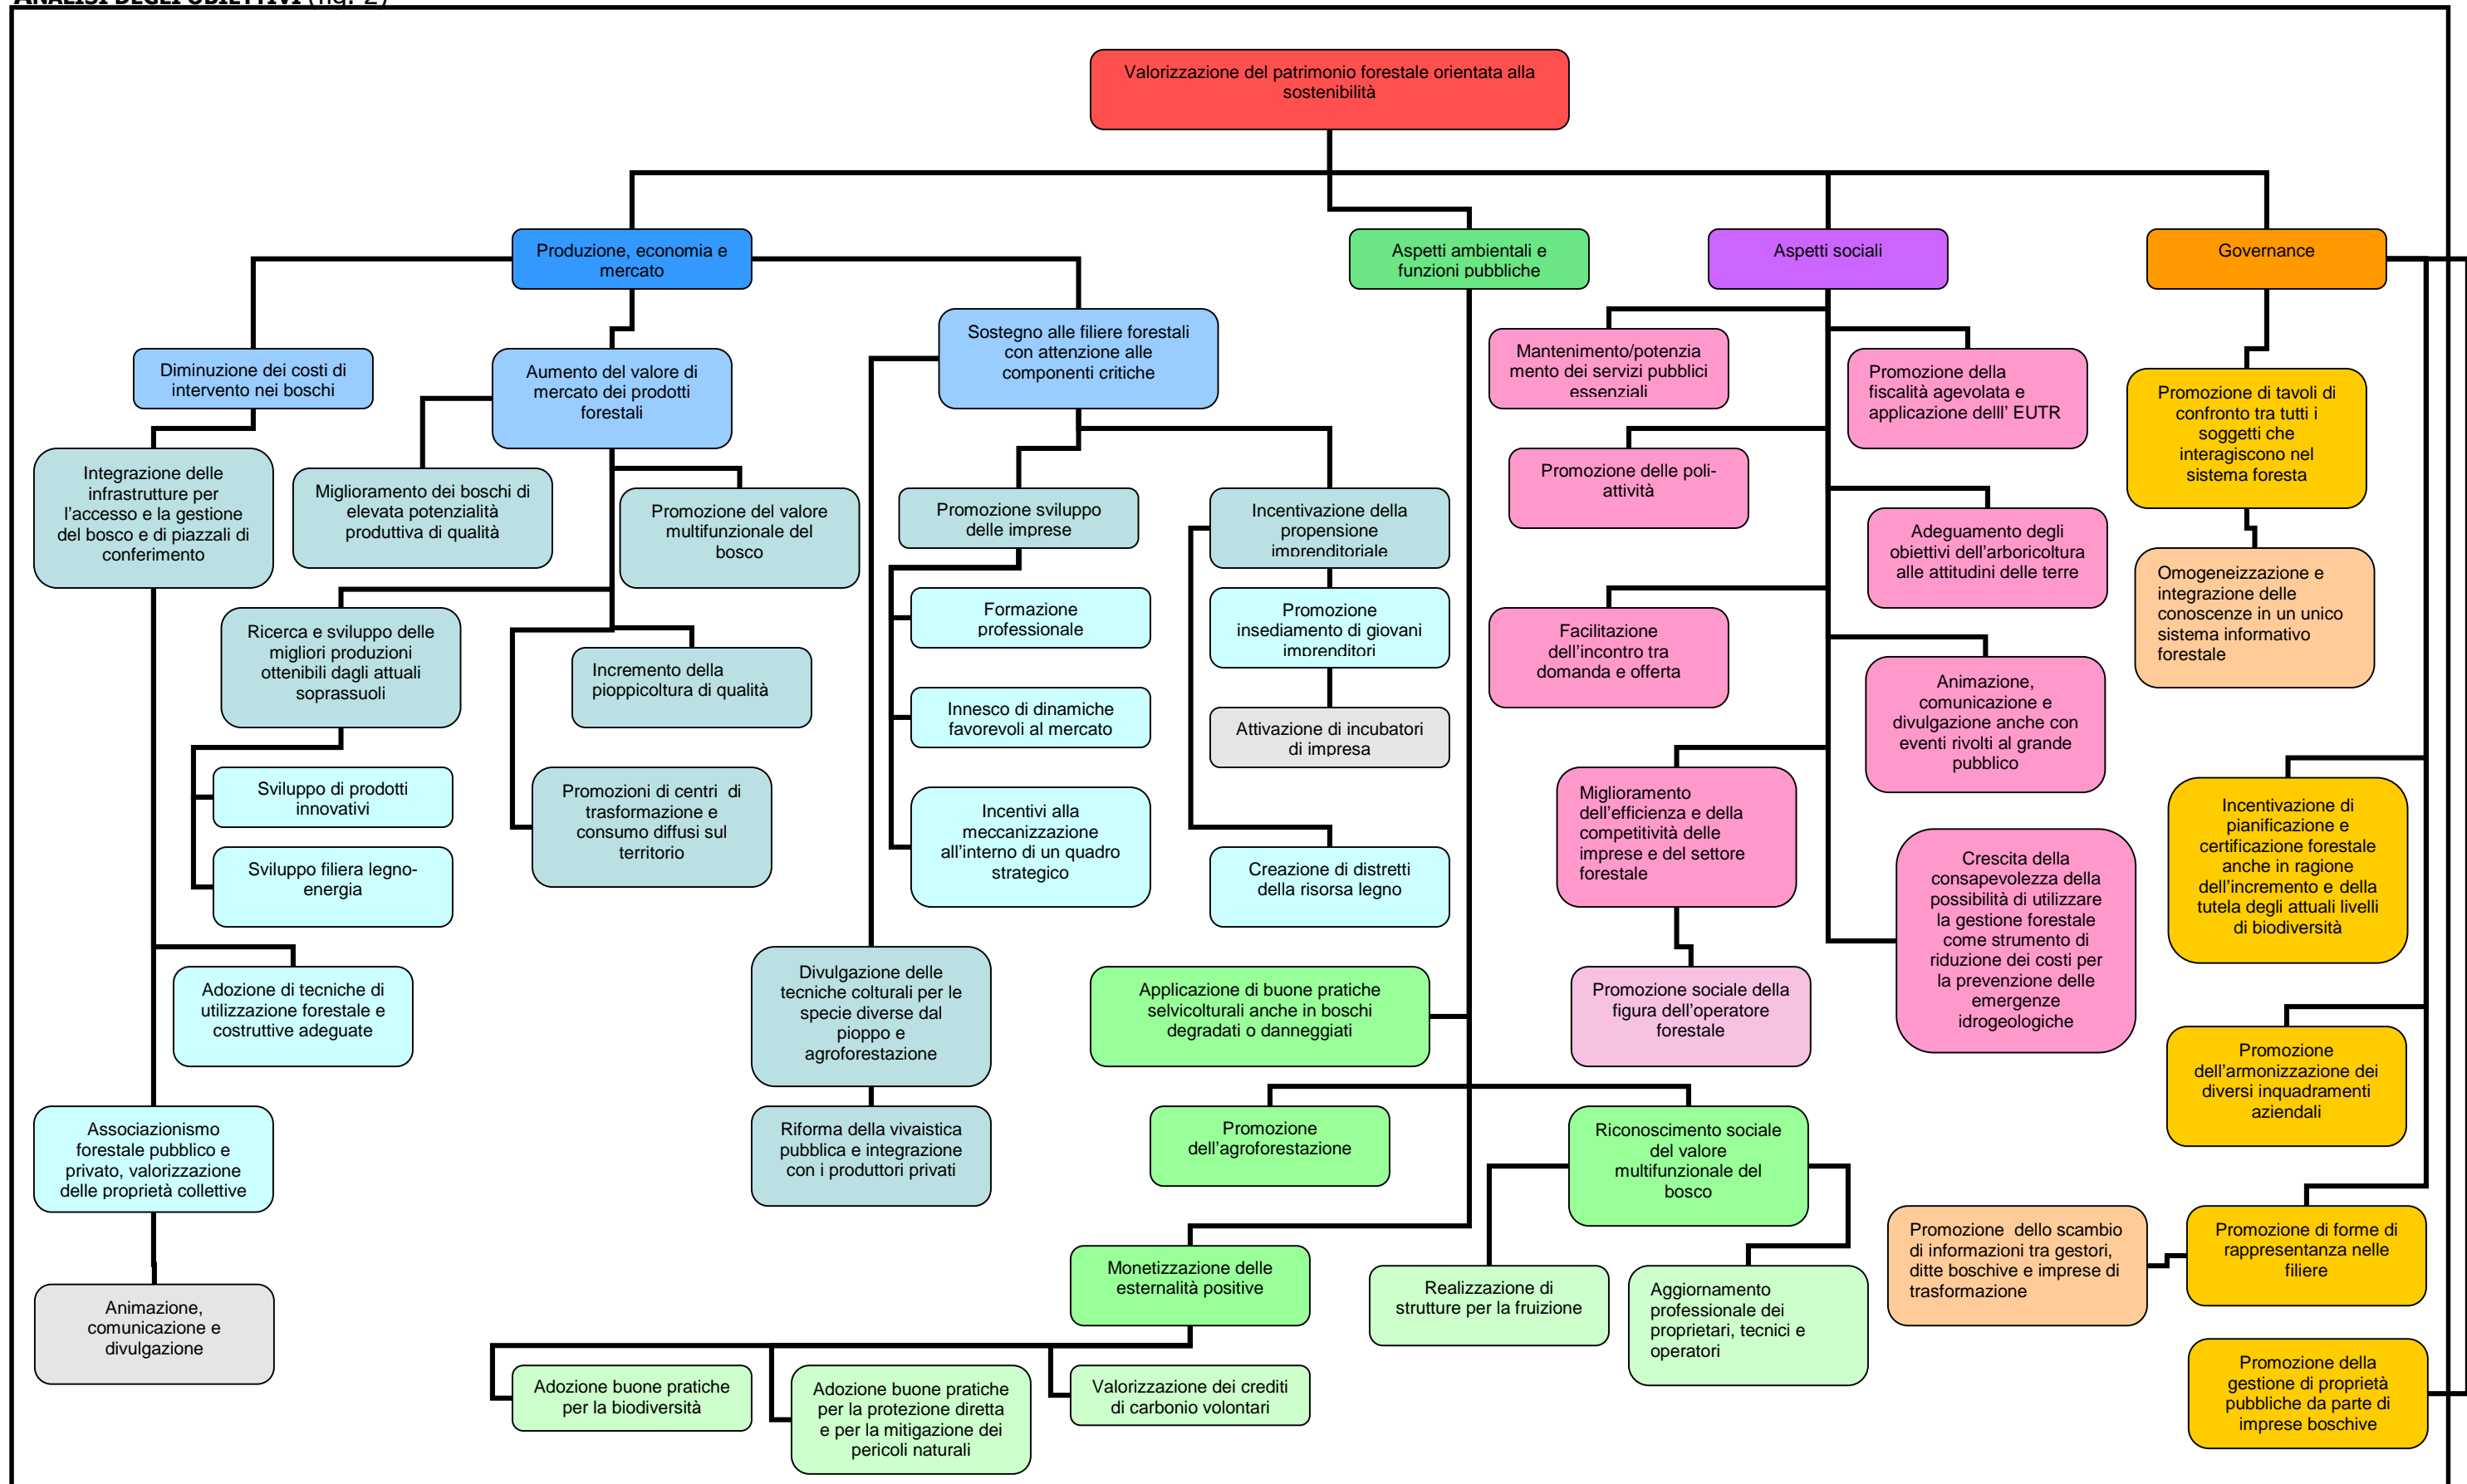 ANALISI DEGLI OBIETTIVI (fig. 2)
Valorizzazione del patrimonio forestale orientata alla
sostenibilità
Produzione, economia e
mercato
Aspetti ambientali e
funzioni pubbliche
Aspetti sociali
Governance
Diminuzione dei costi di
intervento nei boschi
Aumento del valore di
mercato dei prodotti
forestali
Sostegno alle filiere forestali
con attenzione alle
componenti critiche
Mantenimento/potenzia
mento dei servizi pubblici
essenziali
Promozione della
fiscalità agevolata e
applicazione delll' EUTR
Promozione di tavoli di
confronto tra tutti i
soggetti che
interagiscono nel
sistema foresta
Integrazione delle
infrastrutture per
l'accesso e la gestione
del bosco e di piazzali di
conferimento
Miglioramento dei boschi di
elevata potenzialità
produttiva di qualità
Promozione del valore
multifunzionale del
bosco
Promozione sviluppo
delle imprese
Incentivazione della
propensione
imprenditoriale
Promozione delle poli-
attività
Adeguamento degli
obiettivi dell'arboricoltura
alle attitudini delle terre
Omogeneizzazione e
integrazione delle
conoscenze in un unico
sistema informativo
forestale
Ricerca e sviluppo delle
migliori produzioni
ottenibili dagli attuali
soprassuoli
Incremento della
pioppicoltura di qualità
Formazione
professionale
Promozione
insediamento di giovani
imprenditori
Facilitazione
dell'incontro tra
domanda e offerta
Animazione,
comunicazione e
divulgazione anche con
eventi rivolti al grande
pubblico
Innesco di dinamiche
favorevoli al mercato
Attivazione di incubatori
di impresa
Sviluppo di prodotti
innovativi
Promozioni di centri  di
trasformazione e
consumo diffusi sul
territorio
Incentivi alla
meccanizzazione
all'interno di un quadro
strategico
Miglioramento
dell'efficienza e della
competitività delle
imprese e del settore
forestale
Incentivazione di
pianificazione e
certificazione forestale
anche in ragione
dell'incremento e della
tutela degli attuali livelli
di biodiversità
Sviluppo filiera legno-
energia
Creazione di distretti
della risorsa legno
Crescita della
consapevolezza della
possibilità di utilizzare
la gestione forestale
come strumento di
riduzione dei costi per
la prevenzione delle
emergenze
idrogeologiche
Adozione di tecniche di
utilizzazione forestale e
costruttive adeguate
Divulgazione delle
tecniche colturali per le
specie diverse dal
pioppo e
agroforestazione
Applicazione di buone pratiche
selvicolturali anche in boschi
degradati o danneggiati
Promozione sociale della
figura dell'operatore
forestale
Promozione
dell'armonizzazione dei
diversi inquadramenti
aziendali
Associazionismo
forestale pubblico e
privato, valorizzazione
delle proprietà collettive
Riforma della vivaistica
pubblica e integrazione
con i produttori privati
Promozione
dell'agroforestazione
Riconoscimento sociale
del valore
multifunzionale del
bosco
Promozione  dello scambio
di informazioni tra gestori,
ditte boschive e imprese di
trasformazione
Promozione di forme di
rappresentanza nelle
filiere
Monetizzazione delle
esternalità positive
Realizzazione di
strutture per la fruizione
Aggiornamento
professionale dei
proprietari, tecnici e
operatori
Animazione,
comunicazione e
divulgazione
Adozione buone pratiche
per la biodiversità
Adozione buone pratiche
per la protezione diretta
e per la mitigazione dei
pericoli naturali
Valorizzazione dei crediti
di carbonio volontari
Promozione della
gestione di proprietà
pubbliche da parte di
imprese boschive